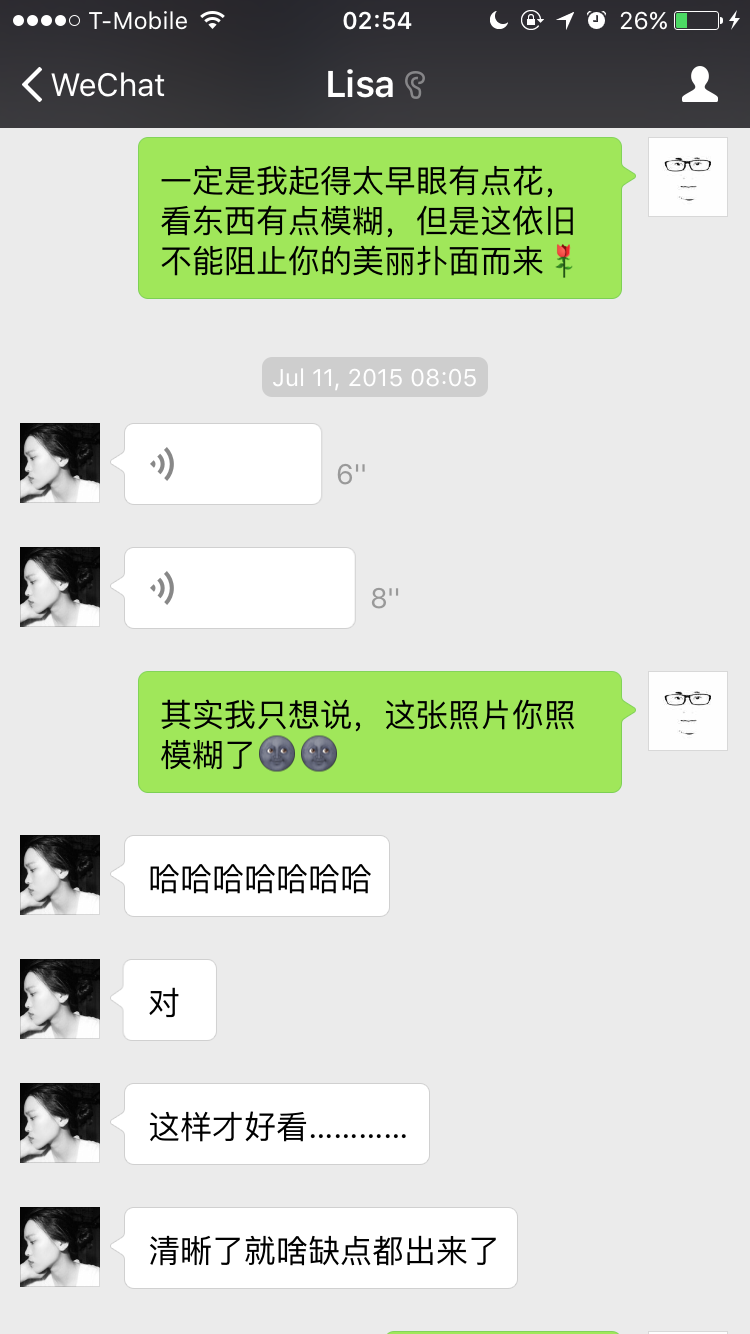 T-Mobile 02:54 26%
WeChat Lisa
一定是我起得太早眼有点花，
看东西有点模糊，但是这依旧
不能阻止你的美丽扑面而来🌹
Jul 11, 2015 08:05
6''
8''
其实我只想说，这张照片你照
模糊了🌚🌚
哈哈哈哈哈哈哈
对
这样才好看…………
清晰了就啥缺点都出来了